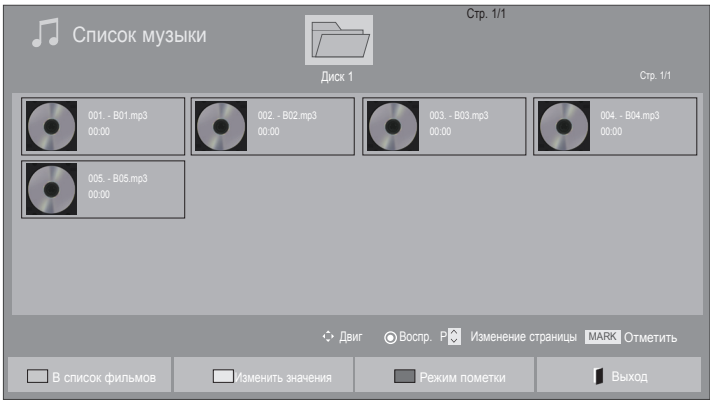 Стр. 1/1
Список музыки
Диск 1
Стр. 1/1
001. - B01.mp3
00:00
002. - B02.mp3
00:00
003. - B03.mp3
00:00
004. - B04.mp3
00:00
005. - B05.mp3
00:00
Двиг Воспр. P Изменение страницы MARK Отметить
В список фильмов Изменить значения Режим пометки Выход